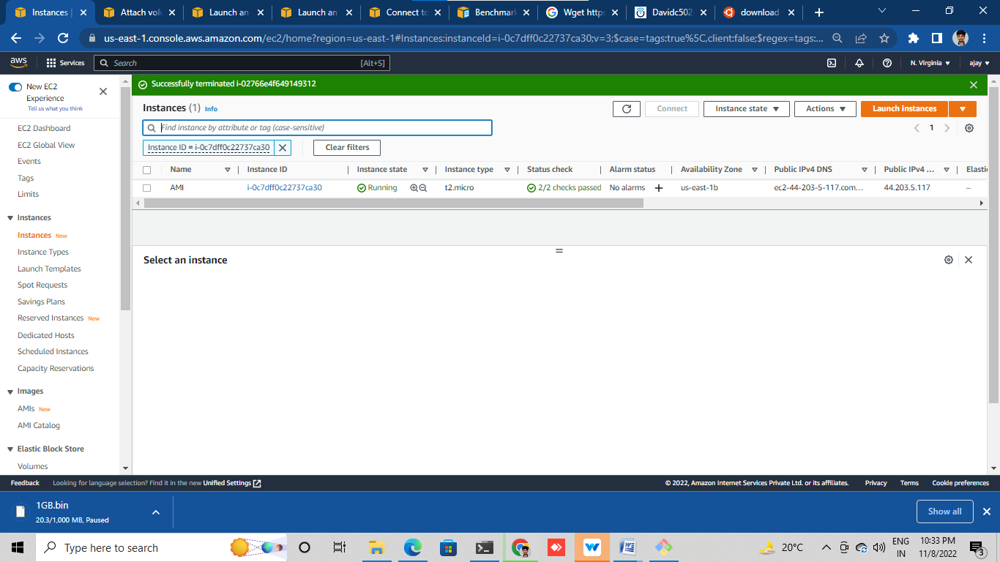 Instances |
Attach volu
Launch an
Launch an
Connect to
Benchmark
Wget https
Davidc502
download
us-east-1.console.aws.amazon.com/ec2/home?region=us-east-1#Instances:instanceId=i-0c7dff0c22737ca30;v=3;$case=tags:true%5C,client:false;$regex=tags:...
aws
Services
Search
[Alt+S]
N. Virginia
ajay
New EC2
Experience
Tell us what you think
EC2 Dashboard
EC2 Global View
Events
Tags
Limits
Instances
Instances New
Instance Types
Launch Templates
Spot Requests
Savings Plans
Reserved Instances New
Dedicated Hosts
Scheduled Instances
Capacity Reservations
Images
AMIs New
AMI Catalog
Elastic Block Store
Volumes
Successfully terminated i-02766e4f649149312
Instances (1) Info
Connect
Instance state
Actions
Launch instances
Find instance by attribute or tag (case-sensitive)
1
Instance ID = i-0c7dff0c22737ca30
Clear filters
Name
Instance ID
Instance state
Instance type
Status check
Alarm status
Availability Zone
Public IPv4 DNS
Public IPv4 ...
Elastic
AMI
i-0c7dff0c22737ca30
Running
t2.micro
2/2 checks passed
No alarms
us-east-1b
ec2-44-203-5-117.com...
44.203.5.117
–
Select an instance
Feedback
Looking for language selection? Find it in the new Unified Settings
© 2022, Amazon Internet Services Private Ltd. or its affiliates.
Privacy
Terms
Cookie preferences
1GB.bin
20.3/1,000 MB, Paused
Show all
Type here to search
20°C
ENG
IN
10:33 PM
11/8/2022
3